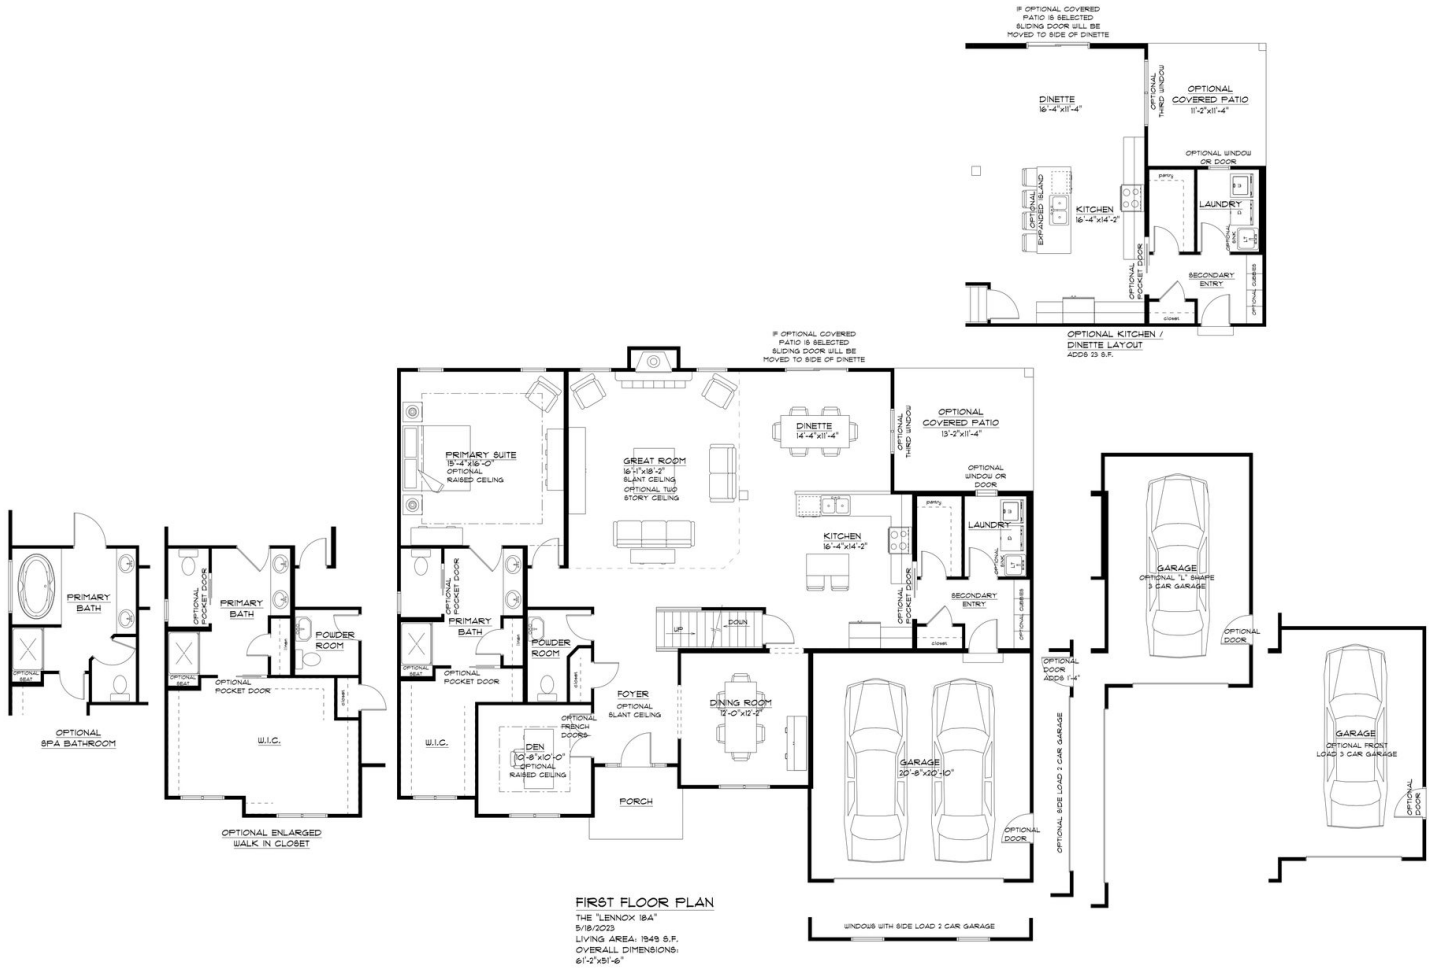 IF OPTIONAL COVERED
PATIO IS SELECTED
SLIDING DOOR WILL BE
MOVED TO SIDE OF DINETTE
DINETTE
16'-4"x11'-4"
OPTIONAL
THIRD WINDOW
OPTIONAL
COVERED PATIO
11'-2"x11'-4"
OPTIONAL WINDOW
OR DOOR
pantry
LAUNDRY
D
OPTIONAL
SINK
LT
OPTIONAL
EXPANDED ISLAND
KITCHEN
16'-4"x14'-2"
OPTIONAL
POCKET DOOR
SECONDARY
ENTRY
OPTIONAL CUBBIES
closet
OPTIONAL KITCHEN /
DINETTE LAYOUT
ADDS 23 S.F.
IF OPTIONAL COVERED
PATIO IS SELECTED
SLIDING DOOR WILL BE
MOVED TO SIDE OF DINETTE
PRIMARY SUITE
15'-4"x16'-0"
OPTIONAL
RAISED CEILING
GREAT ROOM
16'-1"x18'-2"
SLANT CEILING
OPTIONAL TWO
STORY CEILING
DINETTE
14'-4"x11'-4"
OPTIONAL
THIRD WINDOW
OPTIONAL
COVERED PATIO
13'-2"x11'-4"
OPTIONAL
WINDOW OR
DOOR
pantry
LAUNDRY
D
OPTIONAL
SINK
LT
KITCHEN
16'-4"x14'-2"
OPTIONAL
POCKET DOOR
SECONDARY
ENTRY
OPTIONAL CUBBIES
closet
UP
DOWN
OPTIONAL
POCKET DOOR
PRIMARY
BATH
OPTIONAL
SEAT
OPTIONAL
POCKET DOOR
POWDER
ROOM
closet
FOYER
OPTIONAL
SLANT CEILING
DINING ROOM
12'-0"x12'-2"
W.I.C.
DEN
10'-8"x10'-0"
OPTIONAL
RAISED CEILING
OPTIONAL
FRENCH
DOORS
PORCH
GARAGE
20'-8"x20'-10"
OPTIONAL
DOOR
PRIMARY
BATH
OPTIONAL
SEAT
OPTIONAL
SPA BATHROOM
OPTIONAL
POCKET DOOR
PRIMARY
BATH
OPTIONAL
SEAT
OPTIONAL
POCKET DOOR
POWDER
ROOM
closet
W.I.C.
OPTIONAL ENLARGED
WALK IN CLOSET
OPTIONAL
DOOR
ADDS 1'-4"
OPTIONAL SIDE LOAD 2 CAR GARAGE
GARAGE
OPTIONAL "L" SHAPE
3 CAR GARAGE
OPTIONAL
DOOR
GARAGE
OPTIONAL FRONT
LOAD 3 CAR GARAGE
OPTIONAL
DOOR
WINDOWS WITH SIDE LOAD 2 CAR GARAGE
FIRST FLOOR PLAN
THE "LENNOX 18A"
5/18/2023
LIVING AREA: 1949 S.F.
OVERALL DIMENSIONS:
61'-2"x51'-6"